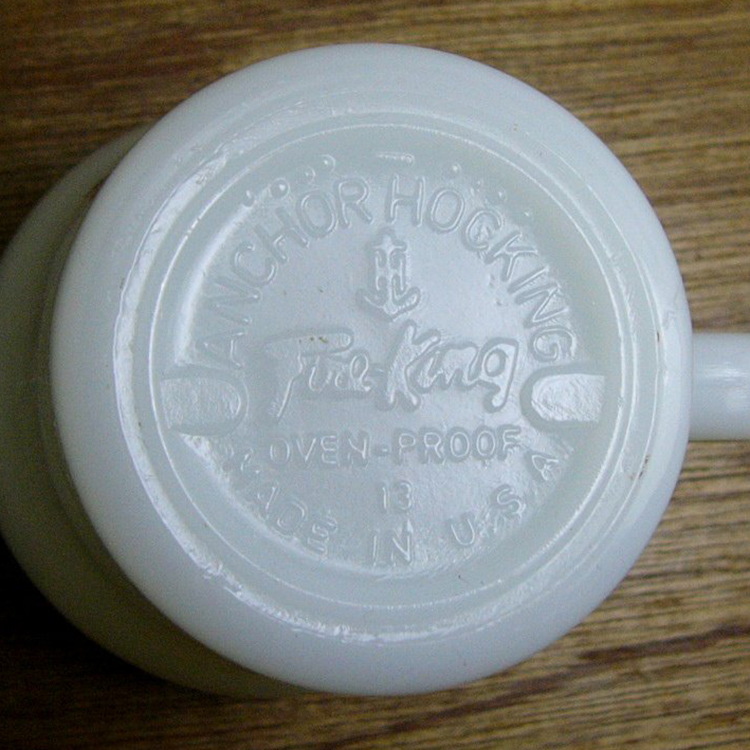 ANCHOR HOCKING
Fire-King
OVEN-PROOF
13
MADE IN U.S.A